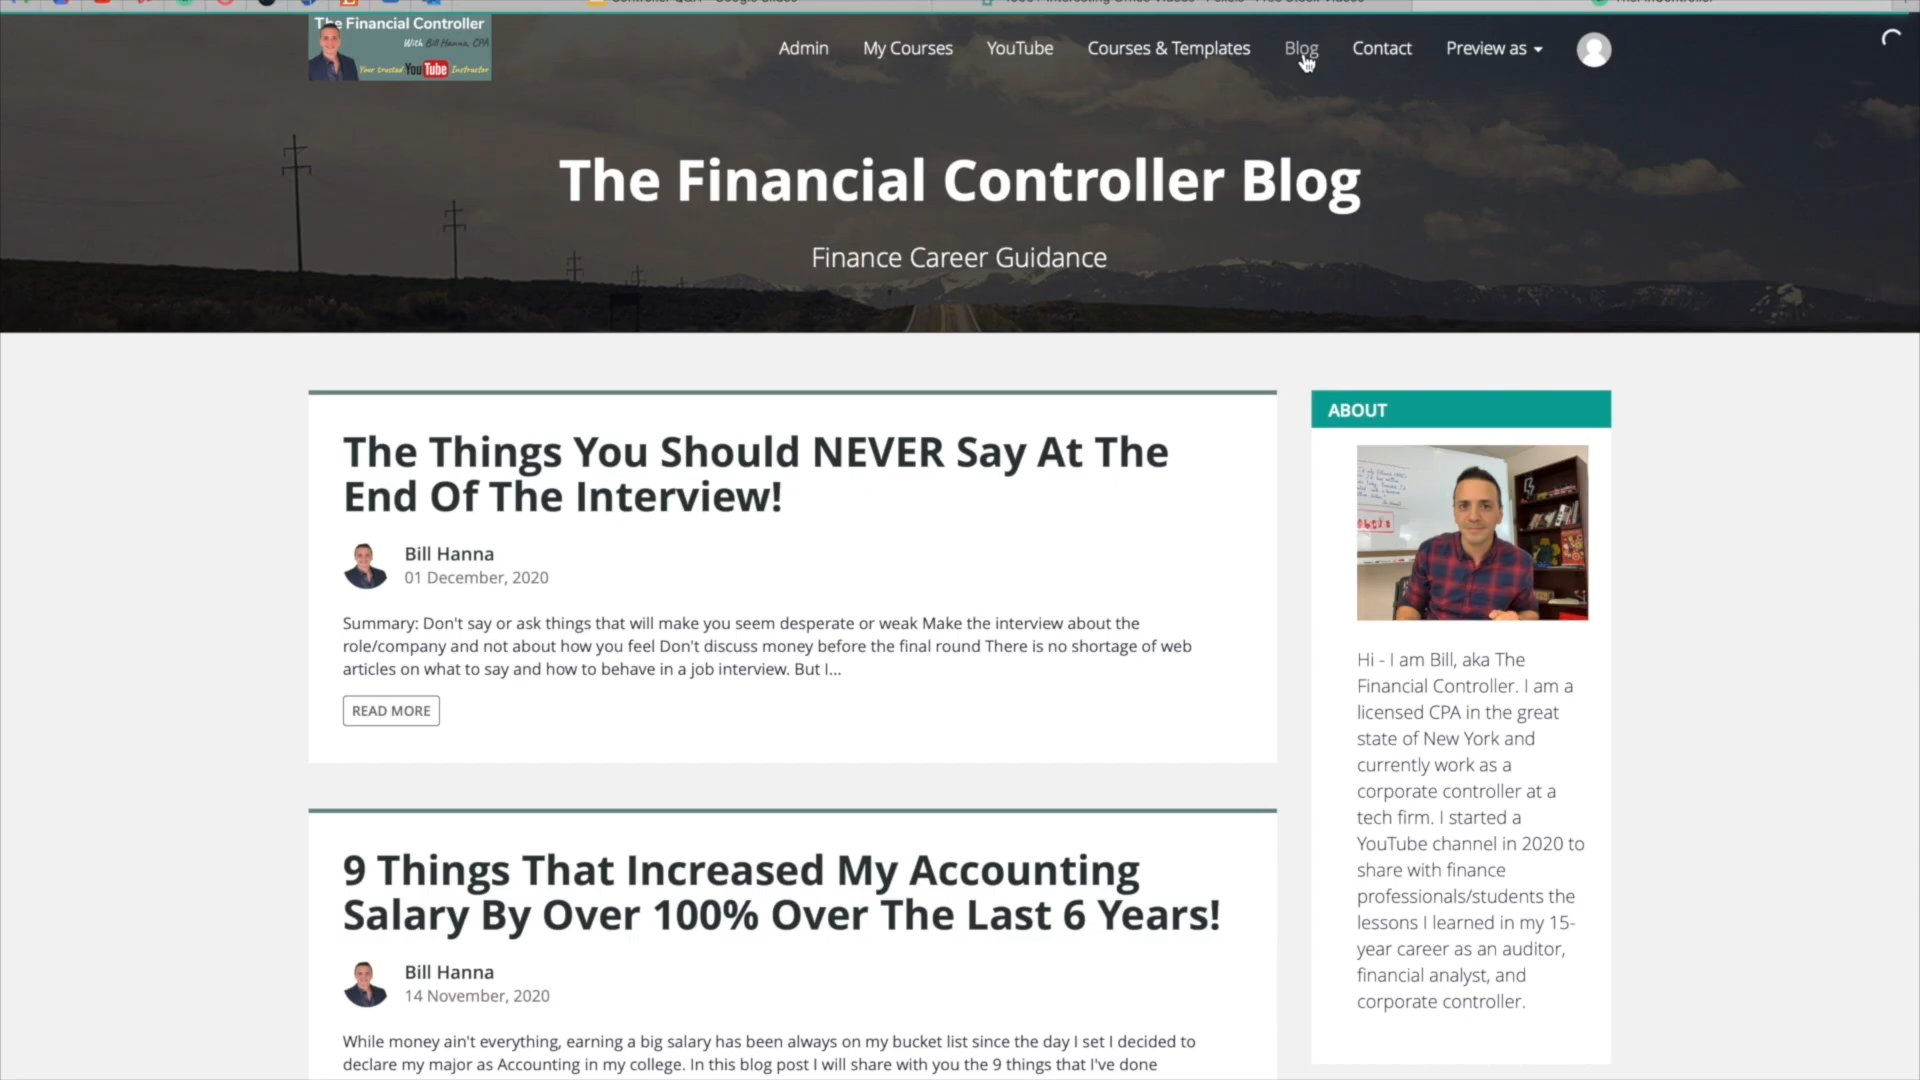 The Financial Controller
With Bill Hanna, CPA
Your trusted YouTube Instructor
Admin My Courses YouTube Courses & Templates Blog Contact Preview as
The Financial Controller Blog
Finance Career Guidance
The Things You Should NEVER Say At The
End Of The Interview!
Bill Hanna
01 December, 2020
Summary: Don't say or ask things that will make you seem desperate or weak Make the interview about the
role/company and not about how you feel Don't discuss money before the final round There is no shortage of web
articles on what to say and how to behave in a job interview. But I...
READ MORE
9 Things That Increased My Accounting
Salary By Over 100% Over The Last 6 Years!
Bill Hanna
14 November, 2020
While money ain't everything, earning a big salary has been always on my bucket list since the day I set I decided to
declare my major as Accounting in my college. In this blog post I will share with you the 9 things that I've done
ABOUT
Hi - I am Bill, aka The
Financial Controller. I am a
licensed CPA in the great
state of New York and
currently work as a
corporate controller at a
tech firm. I started a
YouTube channel in 2020 to
share with finance
professionals/students the
lessons I learned in my 15-
year career as an auditor,
financial analyst, and
corporate controller.